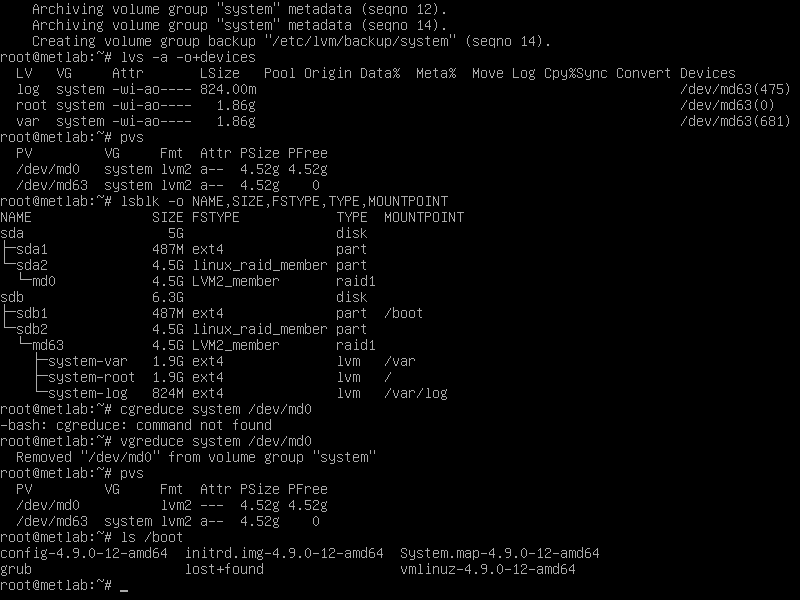 Archiving volume group "system" metadata (seqno 12).
    Archiving volume group "system" metadata (seqno 14).
    Creating volume group backup "/etc/lvm/backup/system" (seqno 14).
root@metlab:~# lvs -a -o+devices
  LV   VG     Attr       LSize   Pool Origin Data%  Meta%  Move Log Cpy%Sync Convert Devices
  log  system -wi-ao---- 824.00m                                                     /dev/md63(475)
  root system -wi-ao----   1.86g                                                     /dev/md63(0)
  var  system -wi-ao----   1.86g                                                     /dev/md63(681)
root@metlab:~# pvs
  PV         VG     Fmt  Attr PSize PFree
  /dev/md0   system lvm2 a--  4.52g 4.52g
  /dev/md63  system lvm2 a--  4.52g    0
root@metlab:~# lsblk -o NAME,SIZE,FSTYPE,TYPE,MOUNTPOINT
NAME               SIZE FSTYPE            TYPE  MOUNTPOINT
sda                  5G                   disk
├─sda1             487M ext4              part
└─sda2             4.5G linux_raid_member part
  └─md0            4.5G LVM2_member       raid1
sdb                6.3G                   disk
├─sdb1             487M ext4              part  /boot
└─sdb2             4.5G linux_raid_member part
  └─md63           4.5G LVM2_member       raid1
    ├─system-var   1.9G ext4              lvm   /var
    ├─system-root  1.9G ext4              lvm   /
    └─system-log   824M ext4              lvm   /var/log
root@metlab:~# cgreduce system /dev/md0
-bash: cgreduce: command not found
root@metlab:~# vgreduce system /dev/md0
  Removed "/dev/md0" from volume group "system"
root@metlab:~# pvs
  PV         VG     Fmt  Attr PSize PFree
  /dev/md0          lvm2 ---  4.52g 4.52g
  /dev/md63  system lvm2 a--  4.52g    0
root@metlab:~# ls /boot
config-4.9.0-12-amd64  initrd.img-4.9.0-12-amd64  System.map-4.9.0-12-amd64
grub                   lost+found                 vmlinuz-4.9.0-12-amd64
root@metlab:~# _